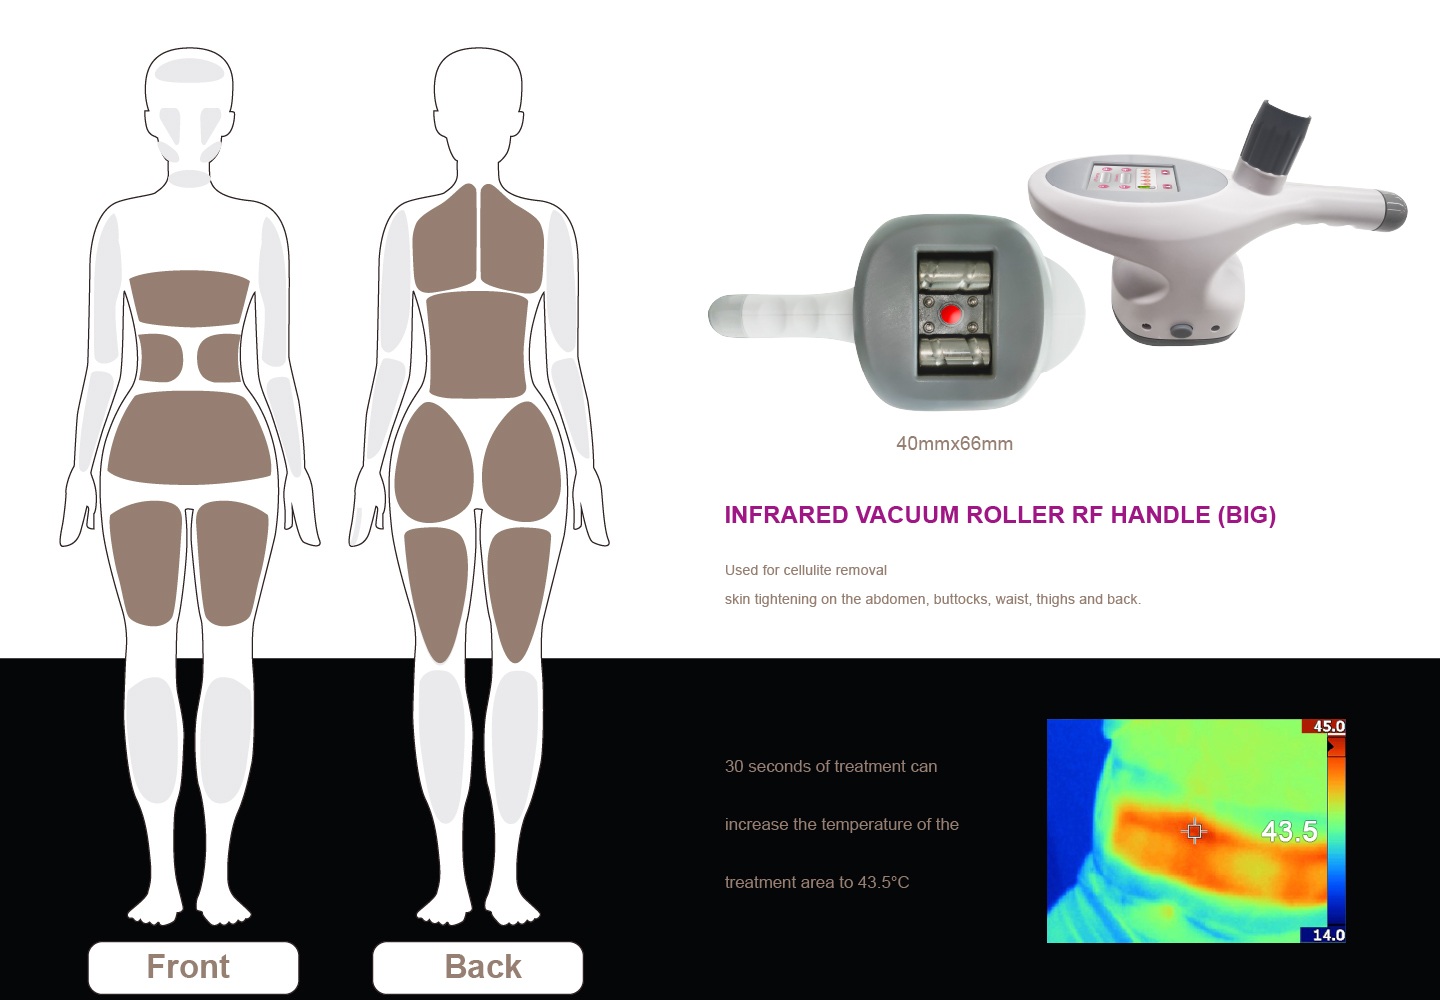 40mmx66mm
INFRARED VACUUM ROLLER RF HANDLE (BIG)
Used for cellulite removal
skin tightening on the abdomen, buttocks, waist, thighs and back.
30 seconds of treatment can
increase the temperature of the
treatment area to 43.5°C
45.0
43.5
14.0
Front
Back